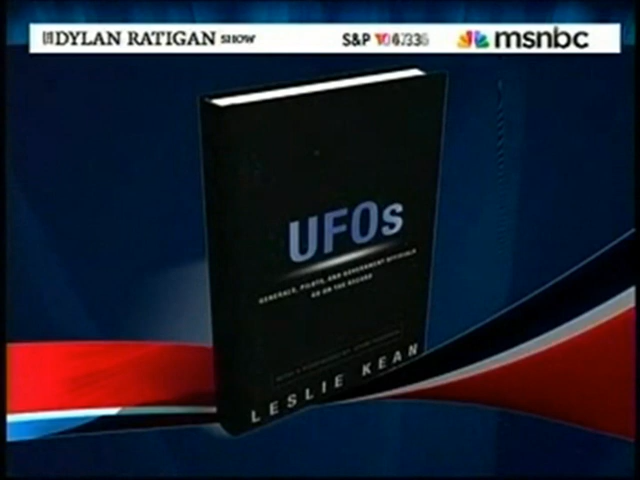 THE DYLAN RATIGAN SHOW
S&P
msnbc
UFOs
GENERALS, PILOTS, AND GOVERNMENT OFFICIALS
GO ON THE RECORD
LESLIE KEAN